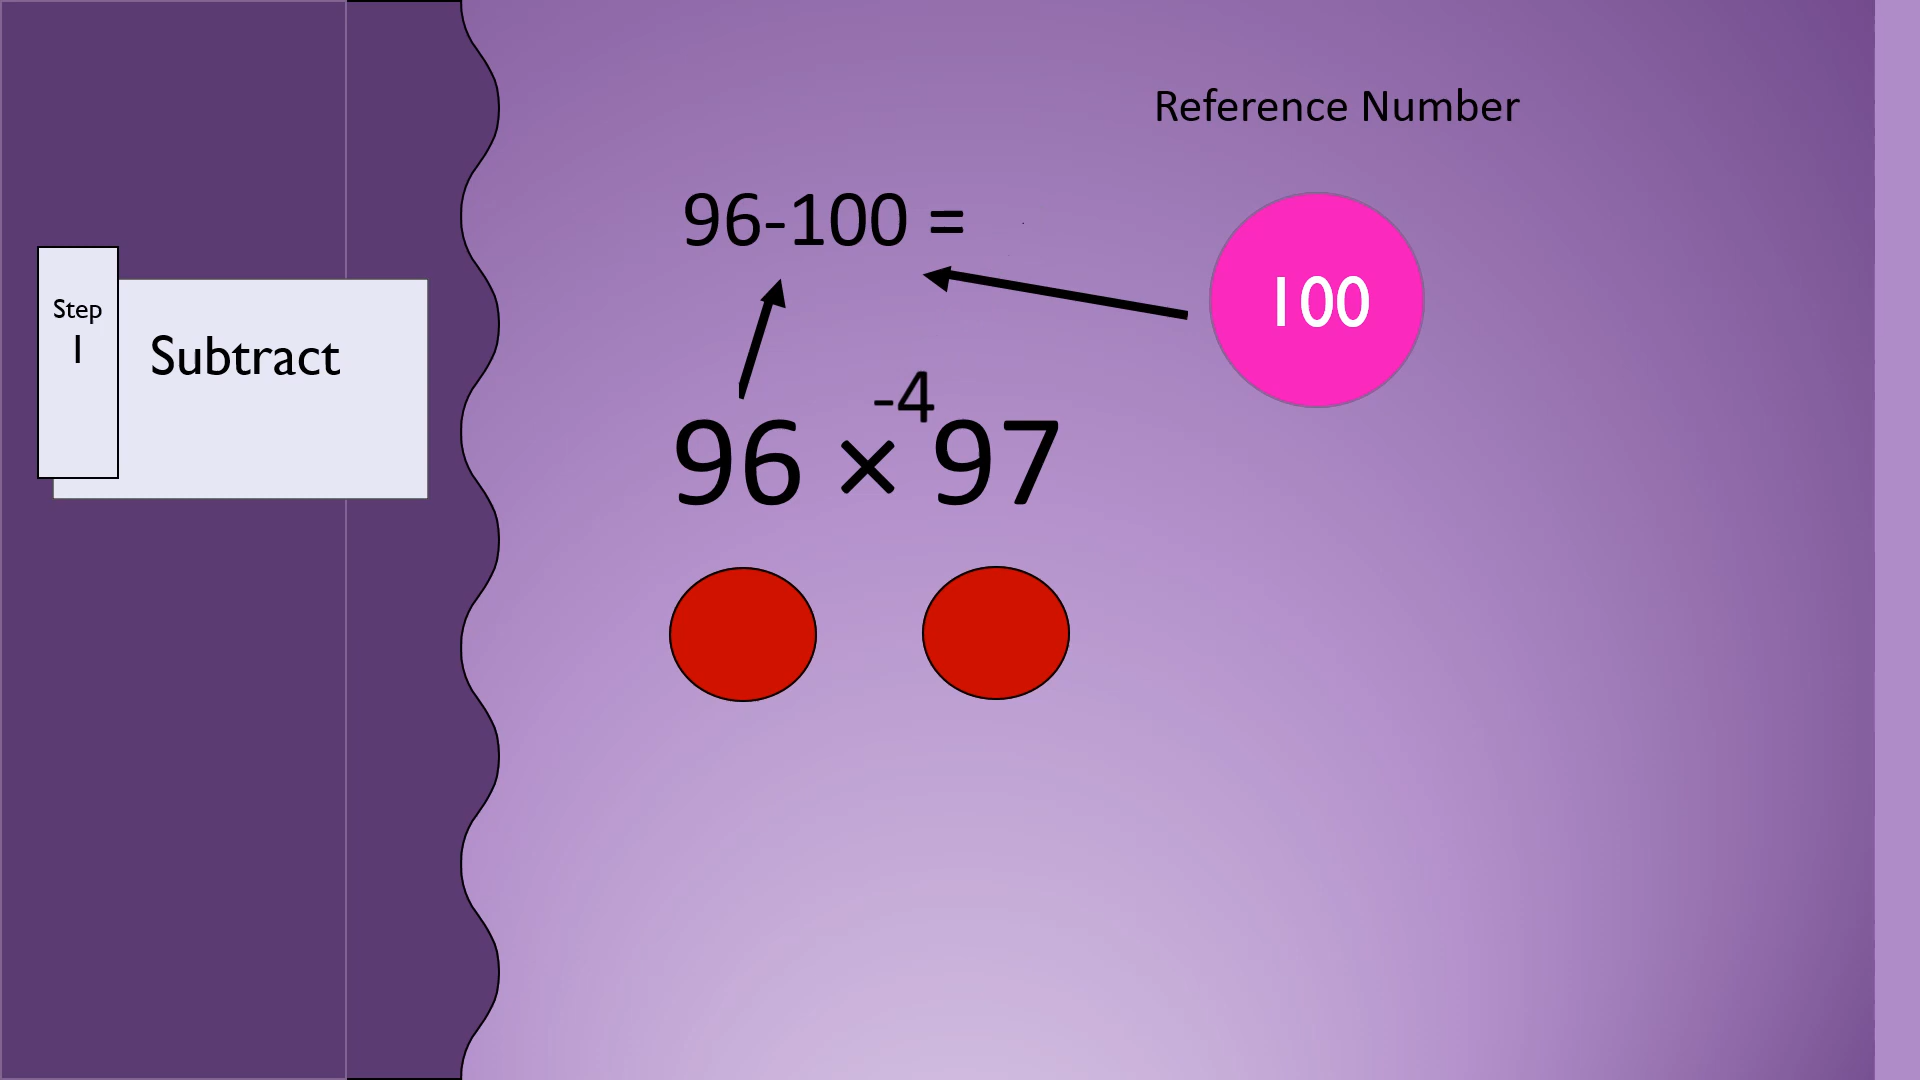 Reference Number
96-100 =
100
Step
1
Subtract
-4
96 × 97